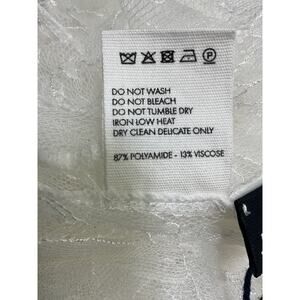 DO NOT WASH
DO NOT BLEACH
DO NOT TUMBLE DRY
IRON LOW HEAT
DRY CLEAN DELICATE ONLY
87% POLYAMIDE - 13% VISCOSE